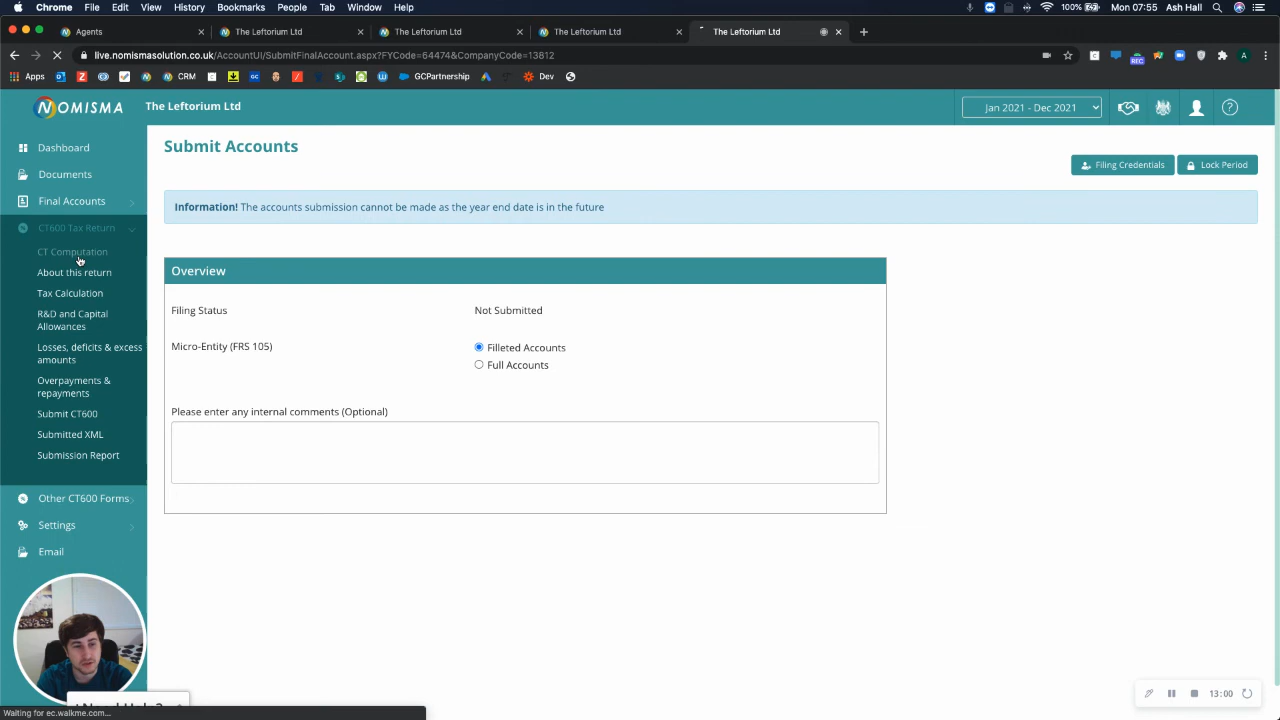 Chrome File Edit View History Bookmarks People Tab Window Help 100% Mon 07:55 Ash Hall
Agents × The Leftorium Ltd × The Leftorium Ltd × The Leftorium Ltd × The Leftorium Ltd × +
live.nomismasolution.co.uk/AccountUI/SubmitFinalAccount.aspx?FYCode=64474&CompanyCode=13812
Apps CRM GCPartnership Dev
NOMISMA The Leftorium Ltd Jan 2021 - Dec 2021
Dashboard
Documents
Final Accounts
CT600 Tax Return
CT Computation
About this return
Tax Calculation
R&D and Capital
Allowances
Losses, deficits & excess
amounts
Overpayments &
repayments
Submit CT600
Submitted XML
Submission Report
Other CT600 Forms
Settings
Email
Submit Accounts
Filing Credentials Lock Period
Information! The accounts submission cannot be made as the year end date is in the future
Overview
Filing Status Not Submitted
Micro-Entity (FRS 105) Filleted Accounts
Full Accounts
Please enter any internal comments (Optional)
13:00
Waiting for ec.walkme.com...